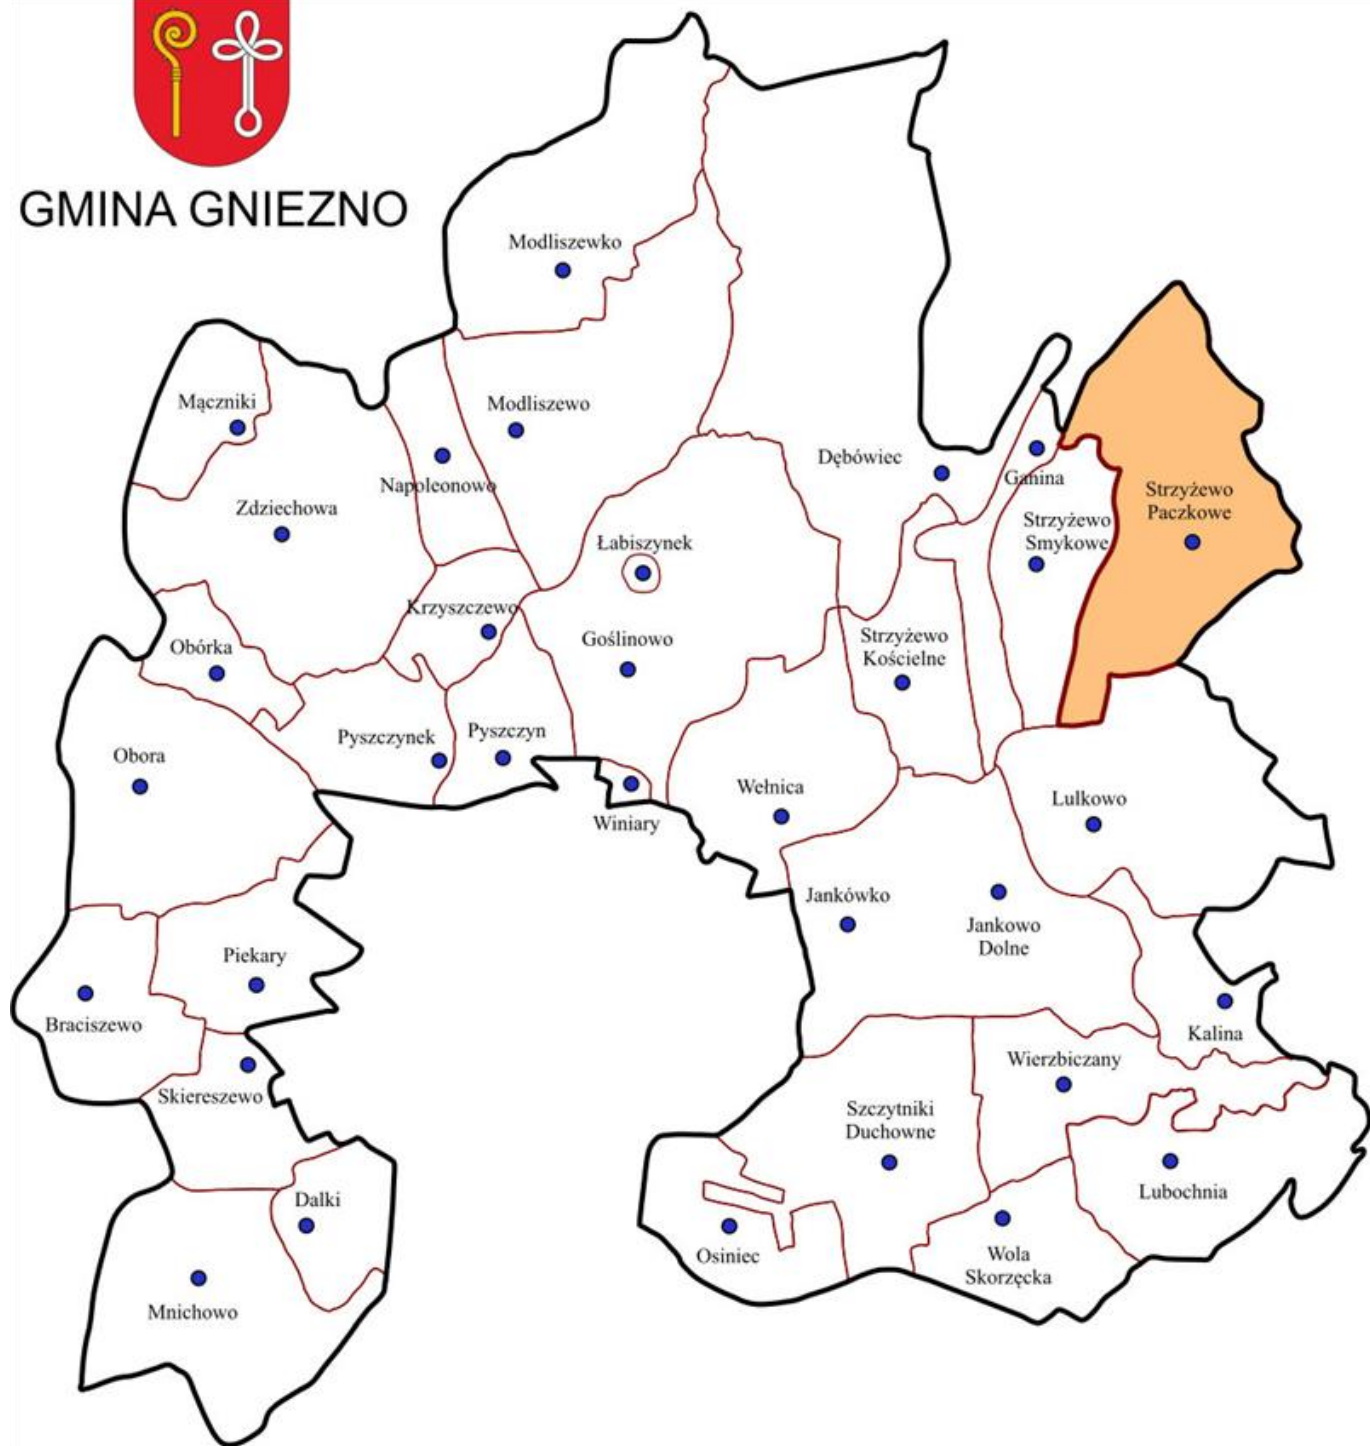 GMINA GNIEZNO
Modliszewko
Mączniki
Modliszewo
Dębówiec
Ganina
Napoleonowo
Strzyżewo
Paczkowe
Zdziechowa
Strzyżewo
Smykowe
Łabiszynek
Krzyszczewo
Goślinowo
Strzyżewo
Kościelne
Obórka
Pyszczynek
Pyszczyn
Obora
Wełnica
Lulkowo
Winiary
Jankówko
Jankowo
Dolne
Piekary
Braciszewo
Kalina
Wierzbiczany
Skiereszewo
Szczytniki
Duchowne
Lubochnia
Dalki
Osiniec
Wola
Skorzęcka
Mnichowo